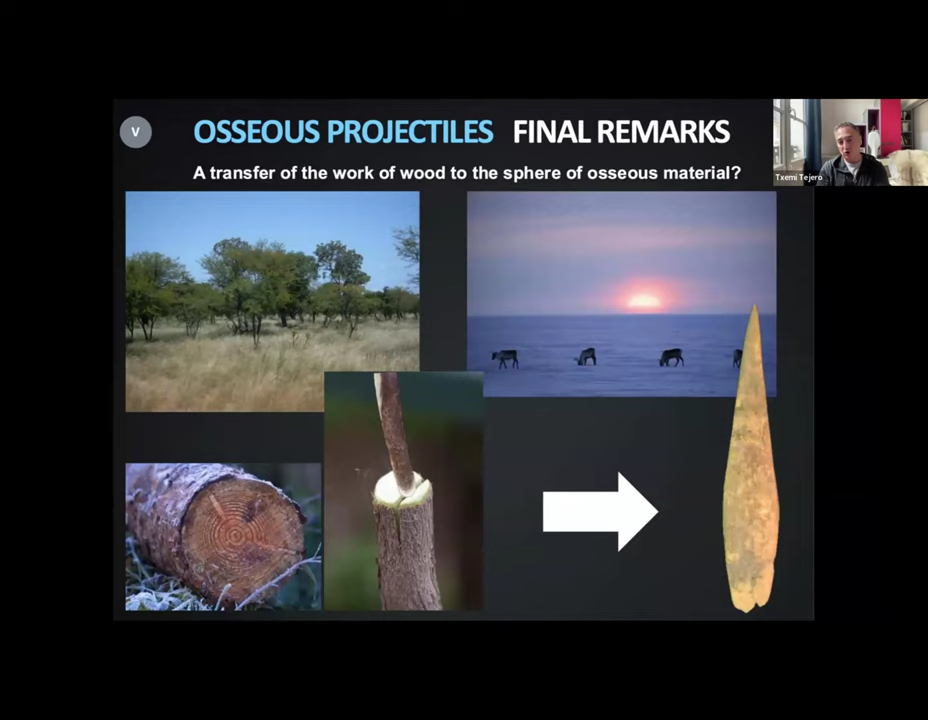 V
OSSEOUS PROJECTILES FINAL REMARKS
A transfer of the work of wood to the sphere of osseous material?
Txemi Tejero